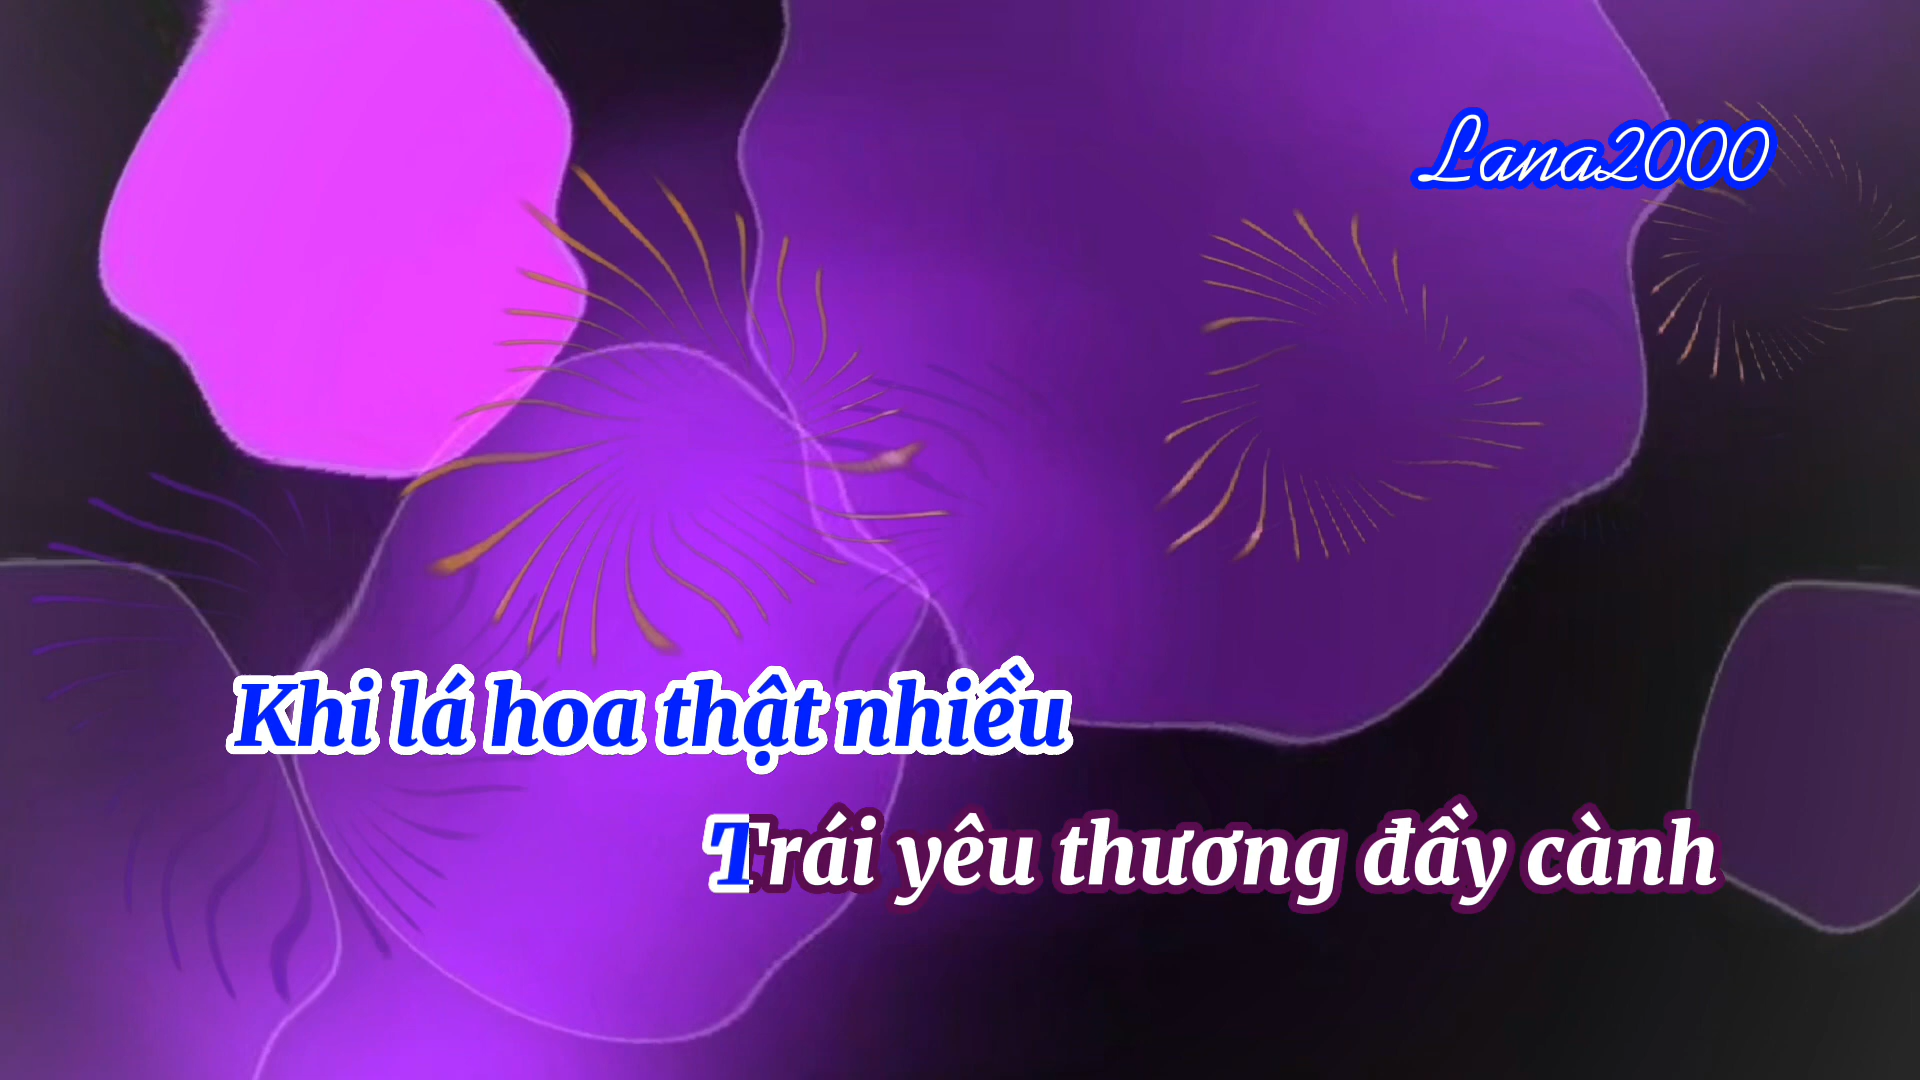 Lana2000
Khi lá hoa thật nhiều
Trái yêu thương đầy cành